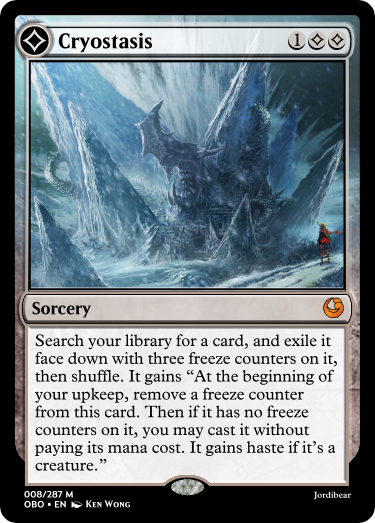 Cryostasis 1
Sorcery
Search your library for a card, and exile it
face down with three freeze counters on it,
then shuffle. It gains “At the beginning of
your upkeep, remove a freeze counter
from this card. Then if it has no freeze
counters on it, you may cast it without
paying its mana cost. It gains haste if it’s a
creature.”
008/287 M
OBO • EN Ken Wong
Jordibear